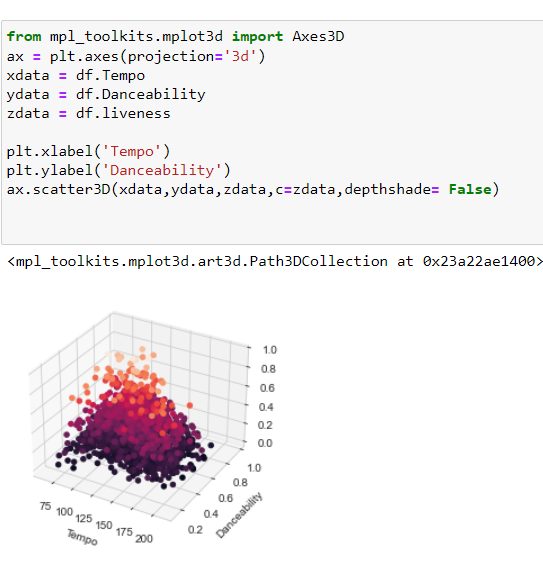 from mpl_toolkits.mplot3d import Axes3D
ax = plt.axes(projection='3d')
xdata = df.Tempo
ydata = df.Danceability
zdata = df.liveness
plt.xlabel('Tempo')
plt.ylabel('Danceability')
ax.scatter3D(xdata,ydata,zdata,c=zdata,depthshade= False)
<mpl_toolkits.mplot3d.art3d.Path3DCollection at 0x23a22ae1400>
1.0
0.8
0.6
0.4
0.2
0.0
1.0
0.8
0.6
0.4
0.2
Danceability
75 100 125 150 175 200
Tempo